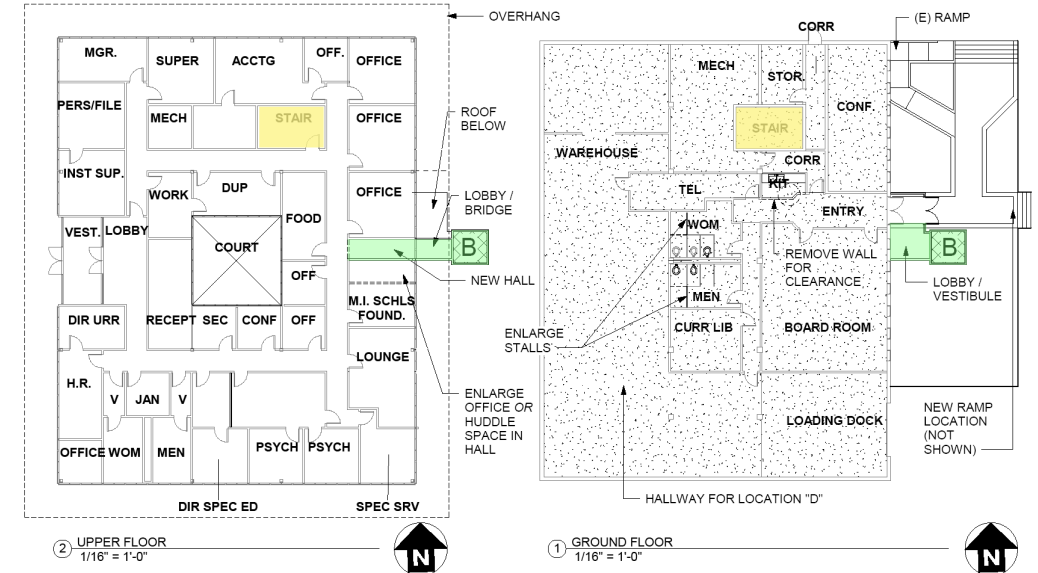 OVERHANG
MGR.
SUPER
ACCTG
OFF.
OFFICE
PERS/FILE
MECH
STAIR
OFFICE
ROOF
BELOW
INST SUP.
WORK
DUP
OFFICE
LOBBY /
BRIDGE
FOOD
VEST.
LOBBY
COURT
B
OFF
NEW HALL
M.I. SCHLS
FOUND.
DIR URR
RECEPT
SEC
CONF
OFF
LOUNGE
H.R.
V
JAN
V
ENLARGE
OFFICE OR
HUDDLE
SPACE IN
HALL
OFFICE
WOM
MEN
PSYCH
PSYCH
DIR SPEC ED
SPEC SRV
2
UPPER FLOOR
1/16" = 1'-0"
N
CORR
(E) RAMP
MECH
STOR.
CONF.
STAIR
WAREHOUSE
CORR
TEL
KIT
ENTRY
WOM
REMOVE WALL
FOR
CLEARANCE
B
LOBBY /
VESTIBULE
MEN
ENLARGE
STALLS
CURR LIB
BOARD ROOM
LOADING DOCK
NEW RAMP
LOCATION
(NOT
SHOWN)
HALLWAY FOR LOCATION "D"
1
GROUND FLOOR
1/16" = 1'-0"
N